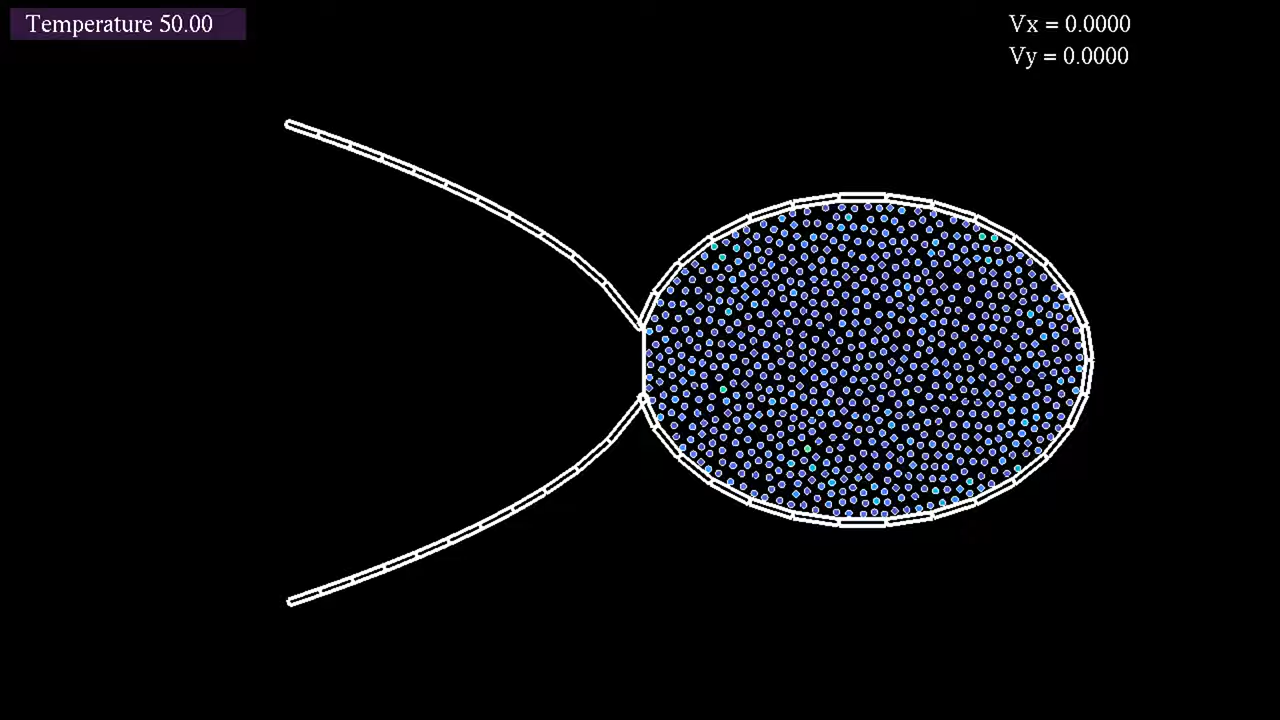 Temperature 50.00
Vx = 0.0000
Vy = 0.0000